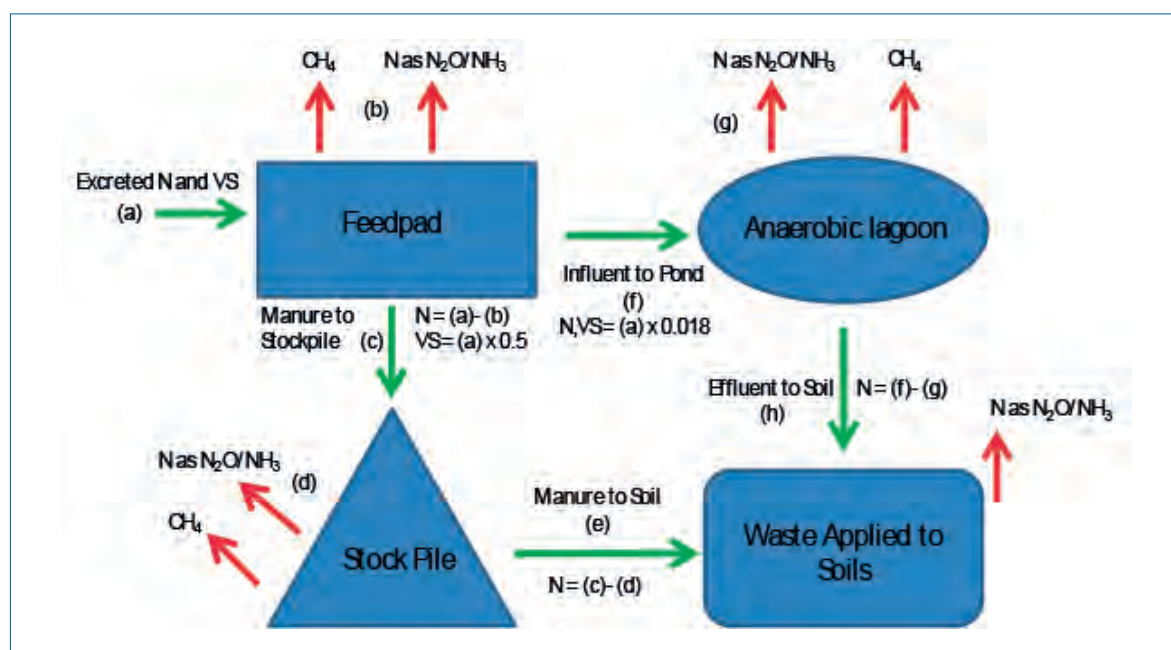 CH₄
N as N₂O/NH₃
(b)
N as N₂O/NH₃
CH₄
(g)
Excreted N and VS
(a)
Feedpad
Anaerobic lagoon
Influent to Pond
(f)
N,VS= (a) x 0.018
Manure to
Stockpile
(c)
N = (a)- (b)
VS= (a) x 0.5
Effluent to Soil
(h)
N = (f)- (g)
N as N₂O/NH₃
N as N₂O/NH₃
(d)
CH₄
Stock Pile
Manure to Soil
(e)
N = (c)- (d)
Waste Applied to
Soils